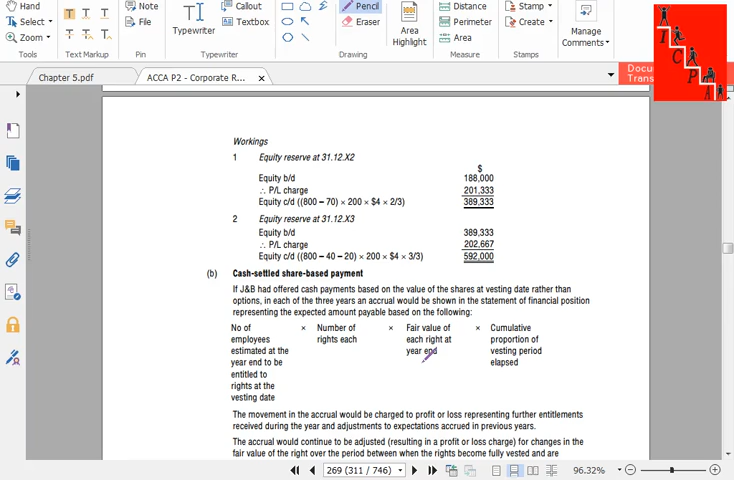 Hand
Select
Zoom
Tools
T
T
T
T
T
T
Text Markup
Note
File
Pin
T
Typewriter
Callout
Textbox
Typewriter
Pencil
Eraser
Drawing
Area
Highlight
Distance
Perimeter
Area
Measure
Stamp
Create
Stamps
Manage
Comments
I
C
P
A
Chapter 5.pdf
ACCA P2 - Corporate R...
Docu
Trans
Workings
1 Equity reserve at 31.12.X2
$
Equity b/d 188,000
∴ P/L charge 201,333
Equity c/d ((800 – 70) × 200 × $4 × 2/3) 389,333
2 Equity reserve at 31.12.X3
Equity b/d 389,333
∴ P/L charge 202,667
Equity c/d ((800 – 40 – 20) × 200 × $4 × 3/3) 592,000
(b) Cash-settled share-based payment
If J&B had offered cash payments based on the value of the shares at vesting date rather than
options, in each of the three years an accrual would be shown in the statement of financial position
representing the expected amount payable based on the following:
No of × Number of × Fair value of × Cumulative
employees rights each each right at proportion of
estimated at the year end vesting period
year end to be elapsed
entitled to
rights at the
vesting date
The movement in the accrual would be charged to profit or loss representing further entitlements
received during the year and adjustments to expectations accrued in previous years.
The accrual would continue to be adjusted (resulting in a profit or loss charge) for changes in the
fair value of the right over the period between when the rights become fully vested and are
269 (311 / 746)
96.32%